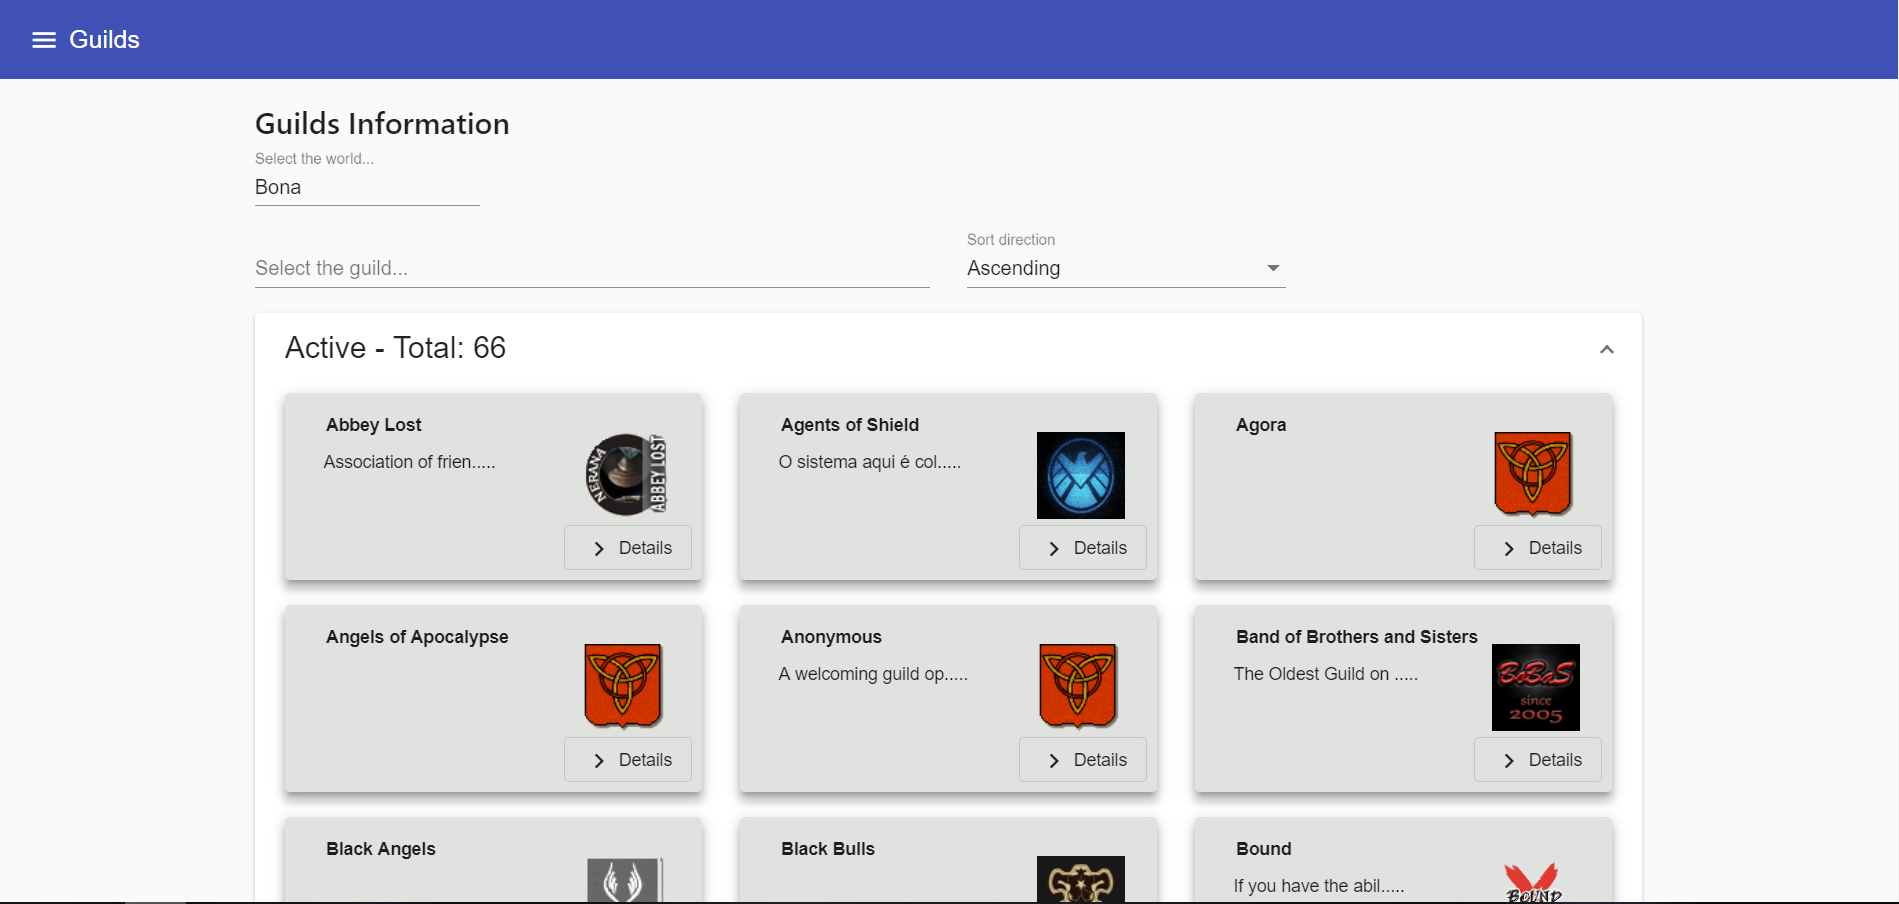 Guilds
Guilds Information
Select the world...
Bona
Select the guild...
Sort direction
Ascending
Active - Total: 66
Abbey Lost
Association of frien.....
NERANA
ABBEY LOST
Details
Agents of Shield
O sistema aqui é col.....
Details
Agora
Details
Angels of Apocalypse
Details
Anonymous
A welcoming guild op.....
Details
Band of Brothers and Sisters
The Oldest Guild on .....
BoBaS
since
2005
Details
Black Angels
Black Bulls
Bound
If you have the abil.....
BOUND